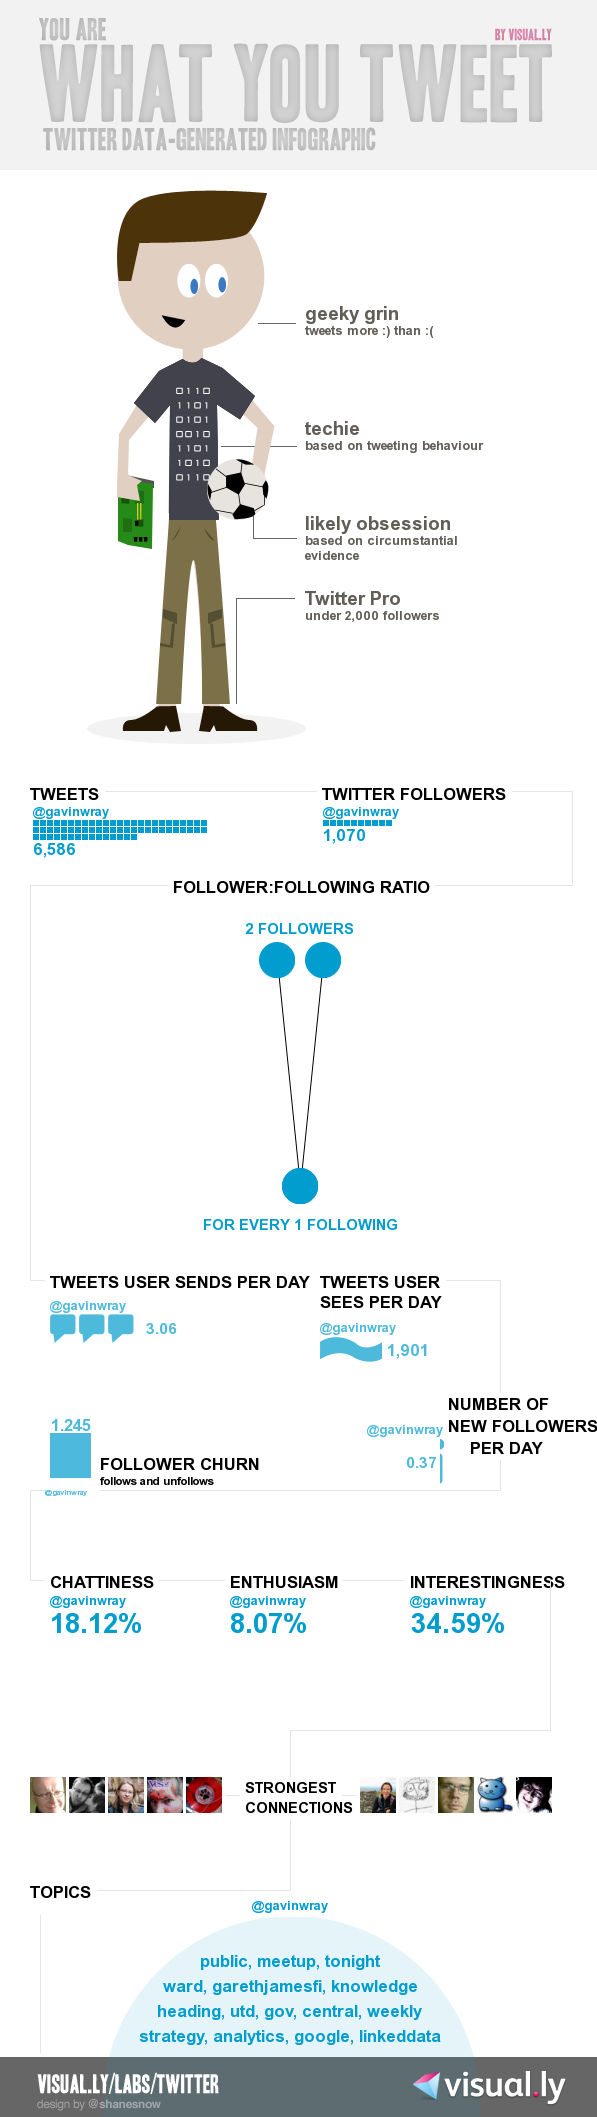 YOU ARE
BY VISUAL.LY
WHAT YOU TWEET
TWITTER DATA-GENERATED INFOGRAPHIC
geeky grin
tweets more :) than :(
0110
1101
1010
0010
1101
1010
0110
techie
based on tweeting behaviour
likely obsession
based on circumstantial
evidence
Twitter Pro
under 2,000 followers
TWEETS
@gavinwray
6,586
TWITTER FOLLOWERS
@gavinwray
1,070
FOLLOWER:FOLLOWING RATIO
2 FOLLOWERS
FOR EVERY 1 FOLLOWING
TWEETS USER SENDS PER DAY
@gavinwray
3.06
TWEETS USER
SEES PER DAY
@gavinwray
1,901
1.245
@gavinwray
FOLLOWER CHURN
follows and unfollows
NUMBER OF
NEW FOLLOWERS
PER DAY
@gavinwray
0.37
CHATTINESS
@gavinwray
18.12%
ENTHUSIASM
@gavinwray
8.07%
INTERESTINGNESS
@gavinwray
34.59%
STRONGEST
CONNECTIONS
TOPICS
@gavinwray
public, meetup, tonight
ward, garethjamesfi, knowledge
heading, utd, gov, central, weekly
strategy, analytics, google, linkeddata
VISUAL.LY/LABS/TWITTER
design by @shanesnow
visual.ly